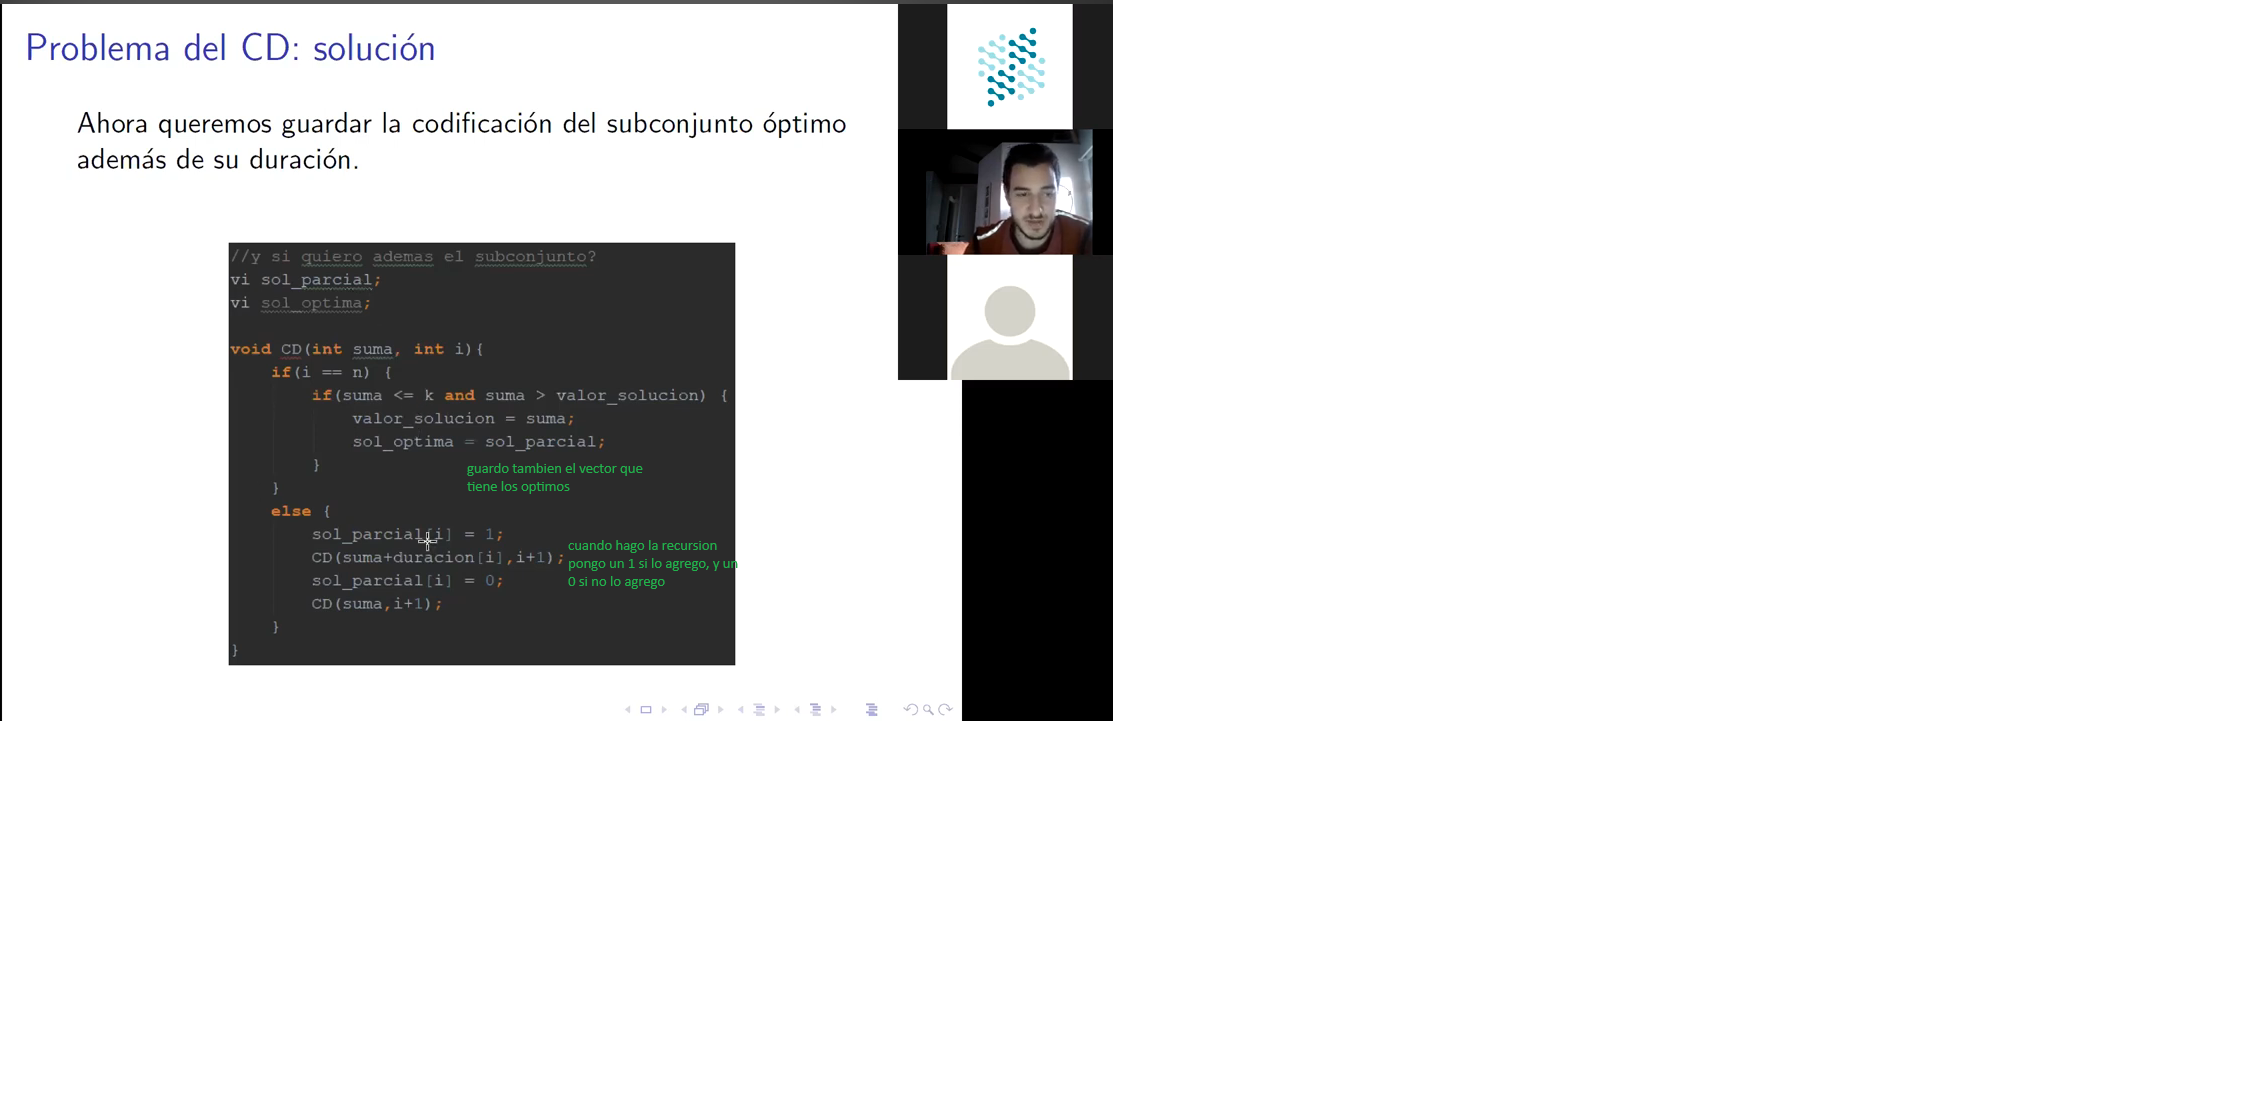 Problema del CD: solución
Ahora queremos guardar la codificación del subconjunto óptimo
además de su duración.
//y si quiero ademas el subconjunto?
vi sol_parcial;
vi sol_optima;
void CD(int suma, int i){
if(i == n) {
if(suma <= k and suma > valor_solucion) {
valor_solucion = suma;
sol_optima = sol_parcial;
}
guardo tambien el vector que
tiene los optimos
}
else {
sol_parcial[i] = 1;
CD(suma+duracion[i],i+1);
sol_parcial[i] = 0;
CD(suma,i+1);
cuando hago la recursion
pongo un 1 si lo agrego, y un
0 si no lo agrego
}
}